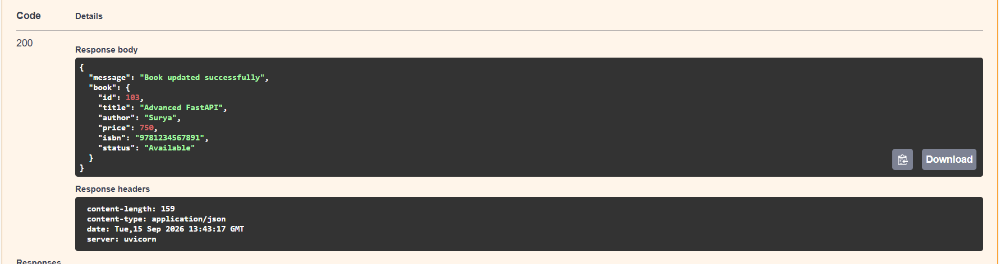 Code Details
200
Response body
{
  "message": "Book updated successfully",
  "book": {
    "id": 103,
    "title": "Advanced FastAPI",
    "author": "Surya",
    "price": 750,
    "isbn": "9781234567891",
    "status": "Available"
  }
}
Download
Response headers
content-length: 159
content-type: application/json
date: Tue,15 Sep 2026 13:43:17 GMT
server: uvicorn
Responses